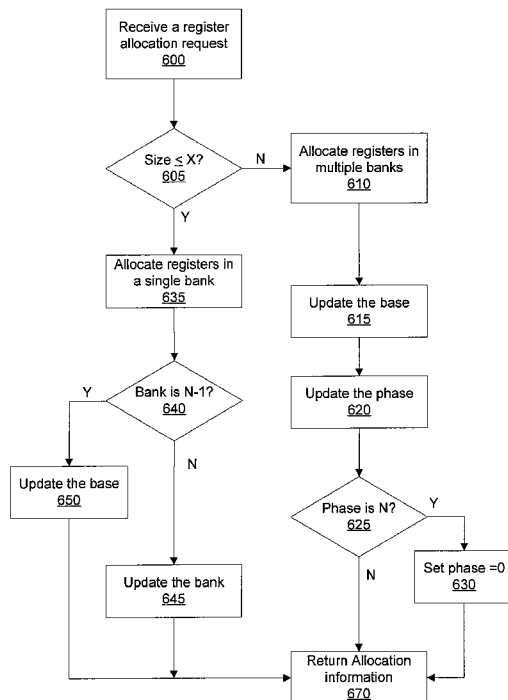 Receive a register
allocation request
600
Size ≤ X?
605
N
Y
Allocate registers in
multiple banks
610
Allocate registers in
a single bank
635
Update the base
615
Update the phase
620
Bank is N-1?
640
Y
N
Update the base
650
Phase is N?
625
Y
N
Set phase =0
630
Update the bank
645
Return Allocation
information
670